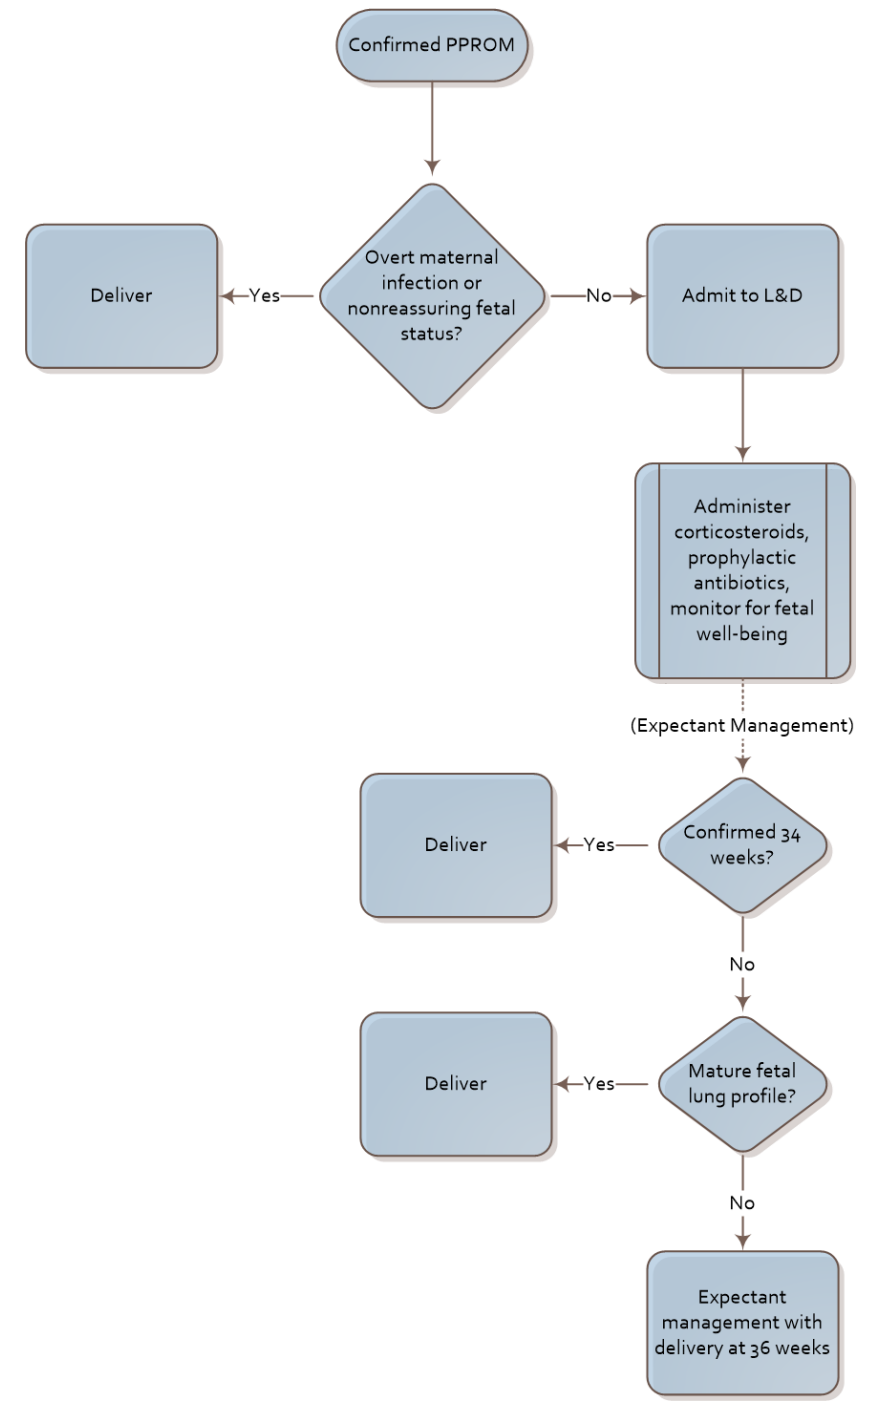 Confirmed PPROM
Overt maternal
infection or
nonreassuring fetal
status?
Yes
Deliver
No
Admit to L&D
Administer
corticosteroids,
prophylactic
antibiotics,
monitor for fetal
well-being
(Expectant Management)
Confirmed 34
weeks?
Yes
Deliver
No
Mature fetal
lung profile?
Yes
Deliver
No
Expectant
management with
delivery at 36 weeks